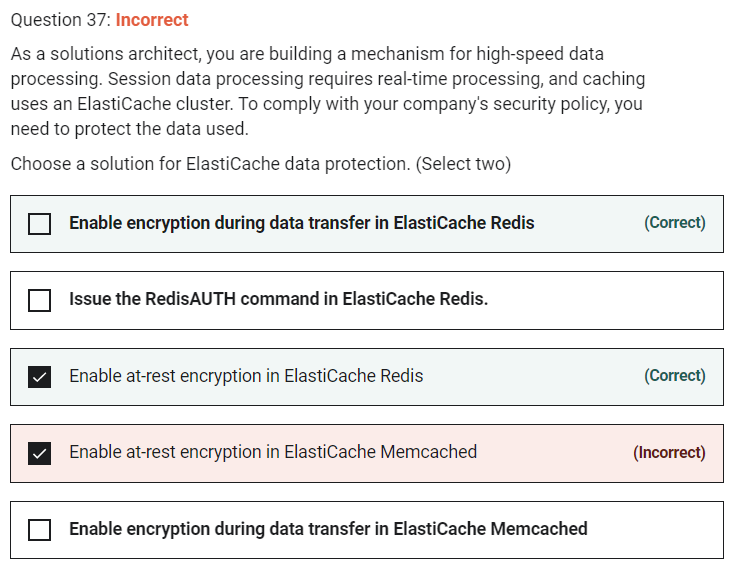 Question 37: Incorrect
As a solutions architect, you are building a mechanism for high-speed data
processing. Session data processing requires real-time processing, and caching
uses an ElastiCache cluster. To comply with your company's security policy, you
need to protect the data used.
Choose a solution for ElastiCache data protection. (Select two)
Enable encryption during data transfer in ElastiCache Redis (Correct)
Issue the RedisAUTH command in ElastiCache Redis.
Enable at-rest encryption in ElastiCache Redis (Correct)
Enable at-rest encryption in ElastiCache Memcached (Incorrect)
Enable encryption during data transfer in ElastiCache Memcached